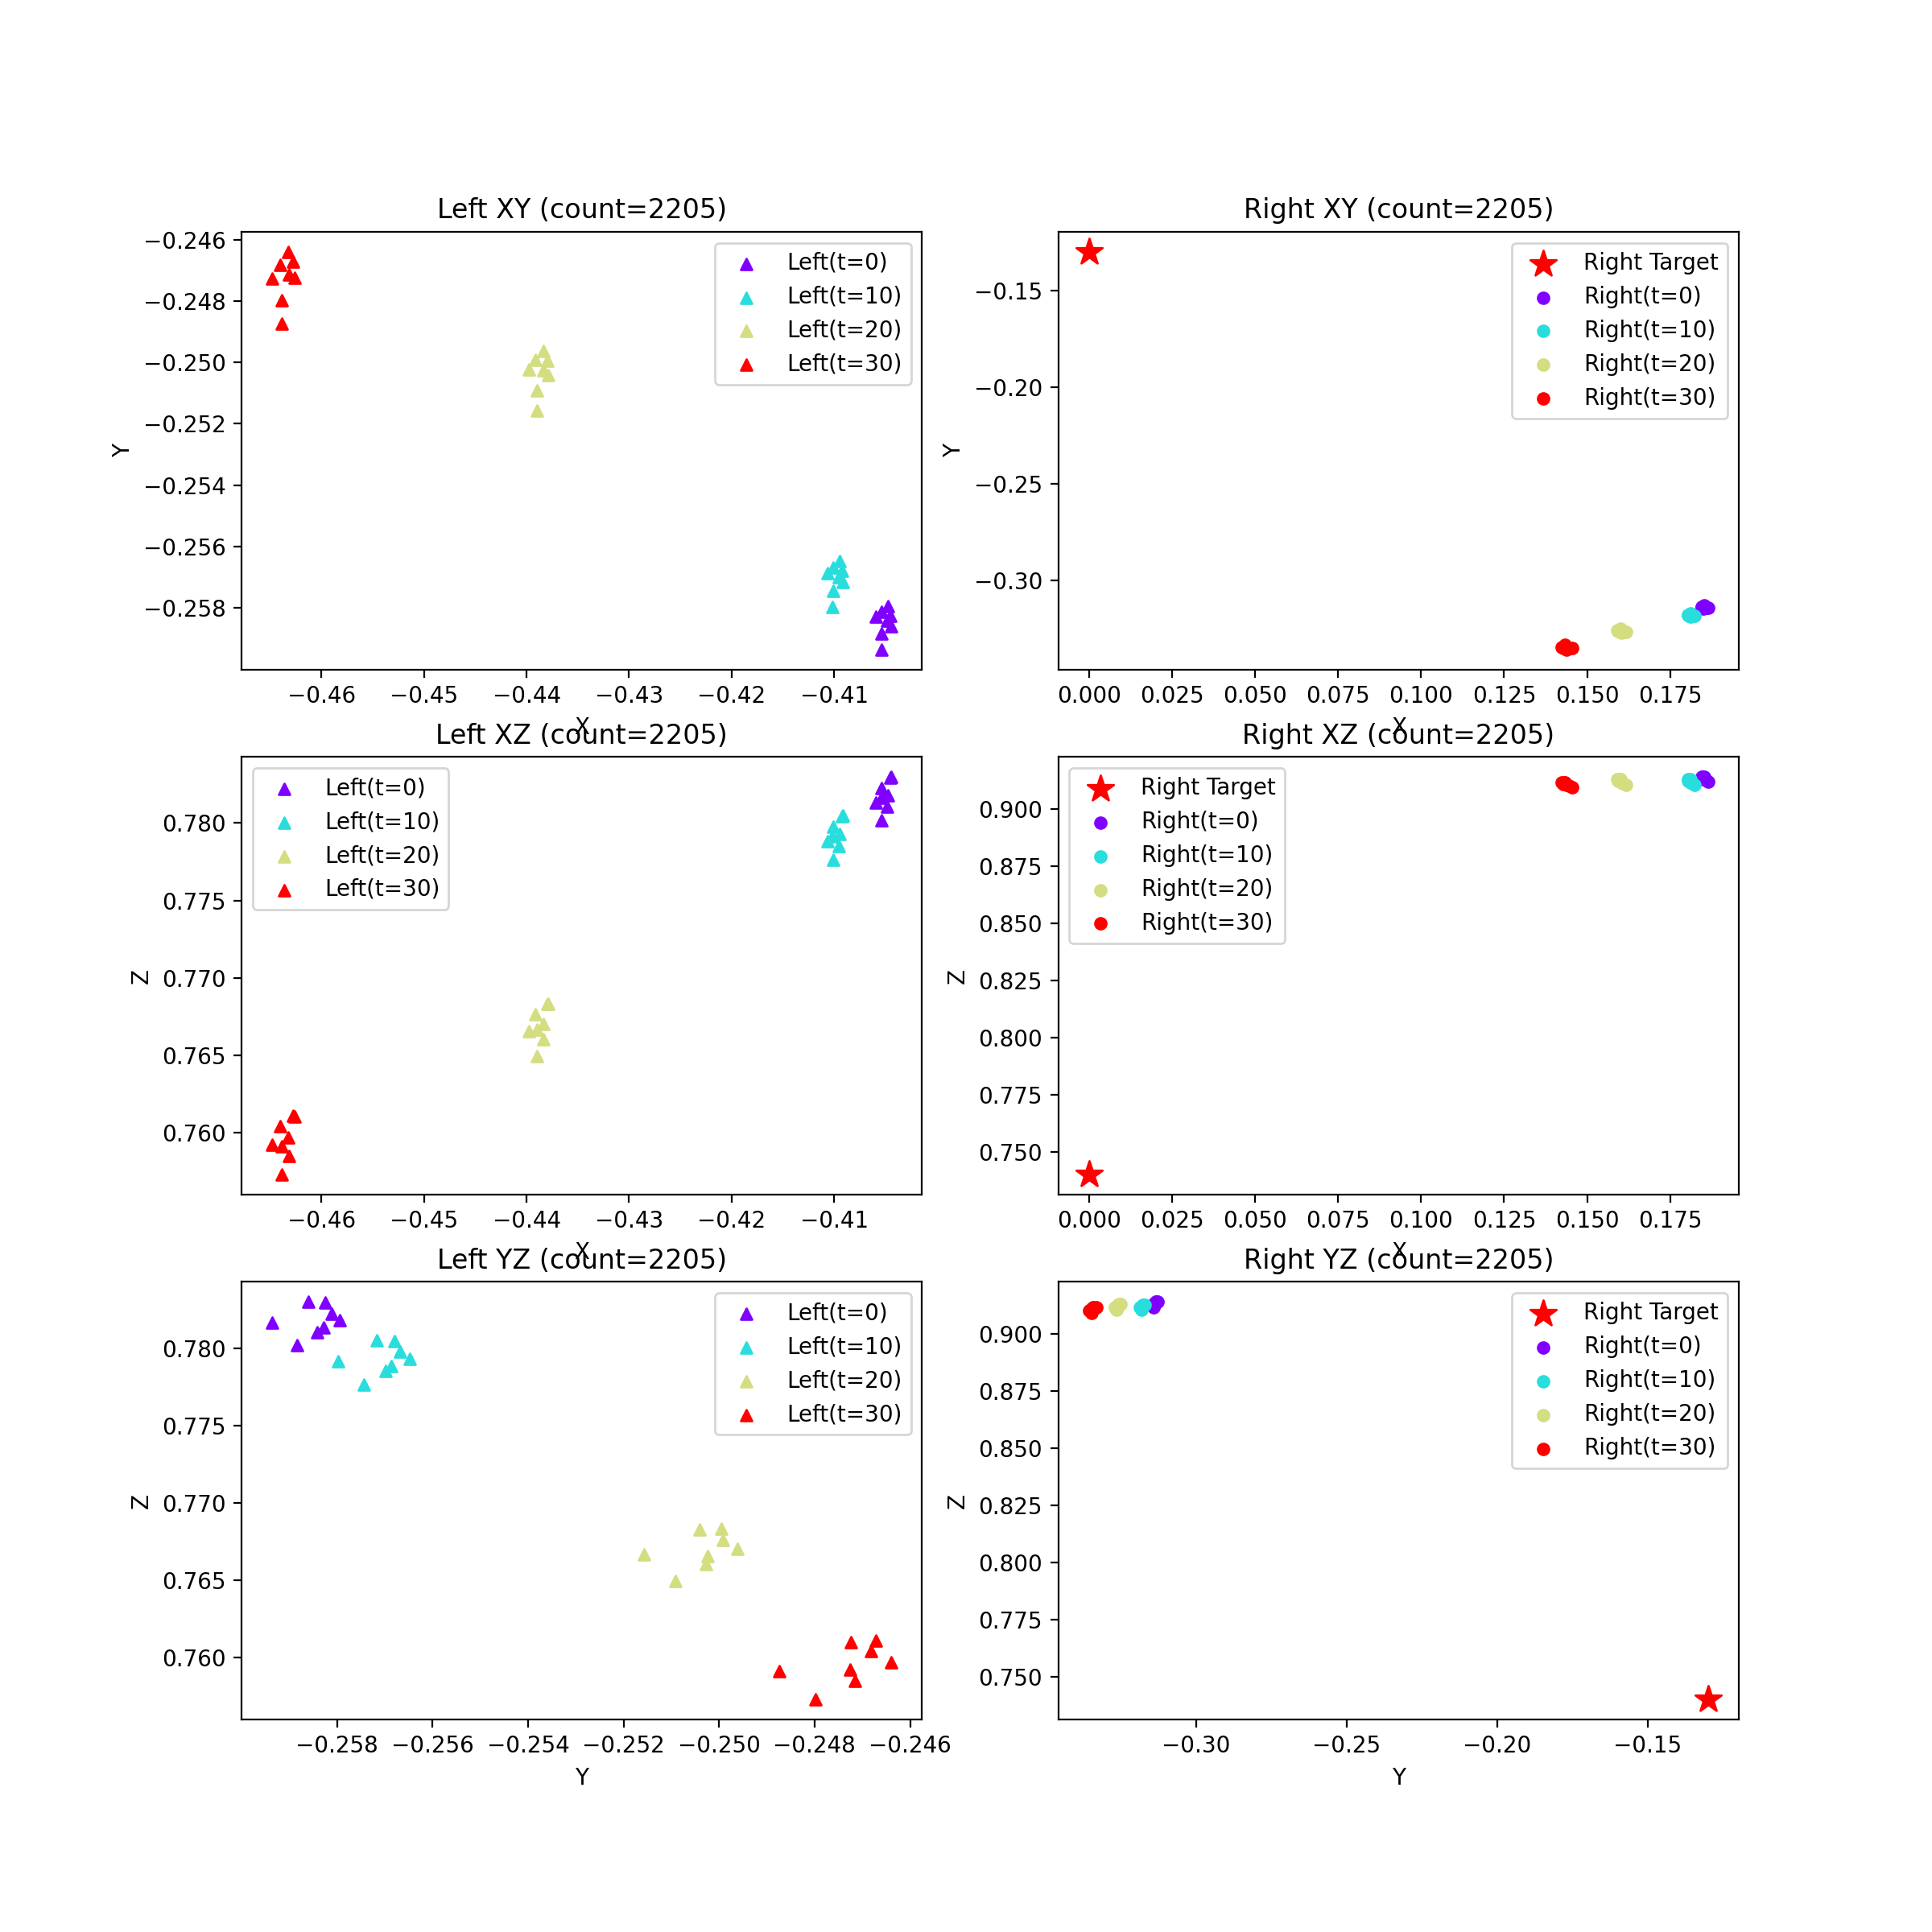 Left XY (count=2205)
−0.246
−0.248
−0.250
−0.252
−0.254
−0.256
−0.258
Y
Left(t=0)
Left(t=10)
Left(t=20)
Left(t=30)
−0.46
−0.45
−0.44
−0.43
−0.42
−0.41
X
Right XY (count=2205)
−0.15
−0.20
−0.25
−0.30
Y
Right Target
Right(t=0)
Right(t=10)
Right(t=20)
Right(t=30)
0.000
0.025
0.050
0.075
0.100
0.125
0.150
0.175
X
Left XZ (count=2205)
0.780
0.775
0.770
0.765
0.760
Z
Left(t=0)
Left(t=10)
Left(t=20)
Left(t=30)
−0.46
−0.45
−0.44
−0.43
−0.42
−0.41
X
Right XZ (count=2205)
0.900
0.875
0.850
0.825
0.800
0.775
0.750
Z
Right Target
Right(t=0)
Right(t=10)
Right(t=20)
Right(t=30)
0.000
0.025
0.050
0.075
0.100
0.125
0.150
0.175
X
Left YZ (count=2205)
0.780
0.775
0.770
0.765
0.760
Z
Left(t=0)
Left(t=10)
Left(t=20)
Left(t=30)
−0.258
−0.256
−0.254
−0.252
−0.250
−0.248
−0.246
Y
Right YZ (count=2205)
0.900
0.875
0.850
0.825
0.800
0.775
0.750
Z
Right Target
Right(t=0)
Right(t=10)
Right(t=20)
Right(t=30)
−0.30
−0.25
−0.20
−0.15
Y